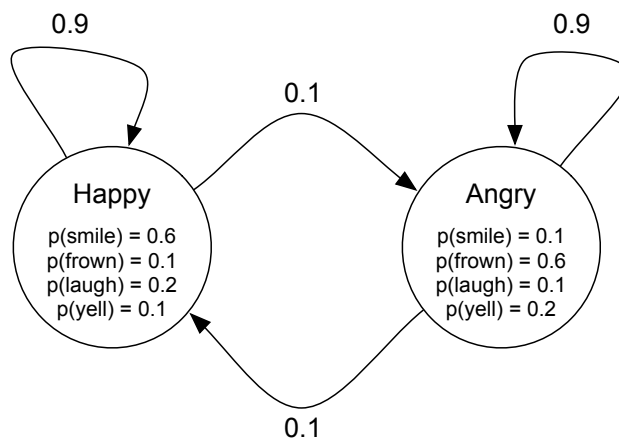 0.9
0.9
0.1
Happy
p(smile) = 0.6
p(frown) = 0.1
p(laugh) = 0.2
p(yell) = 0.1
Angry
p(smile) = 0.1
p(frown) = 0.6
p(laugh) = 0.1
p(yell) = 0.2
0.1